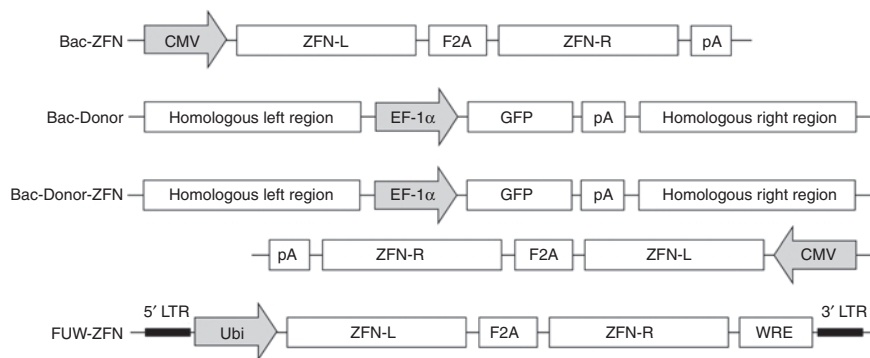 Bac-ZFN CMV ZFN-L F2A ZFN-R pA
Bac-Donor Homologous left region EF-1α GFP pA Homologous right region
Bac-Donor-ZFN Homologous left region EF-1α GFP pA Homologous right region
pA ZFN-R F2A ZFN-L CMV
5′ LTR 3′ LTR
FUW-ZFN Ubi ZFN-L F2A ZFN-R WRE